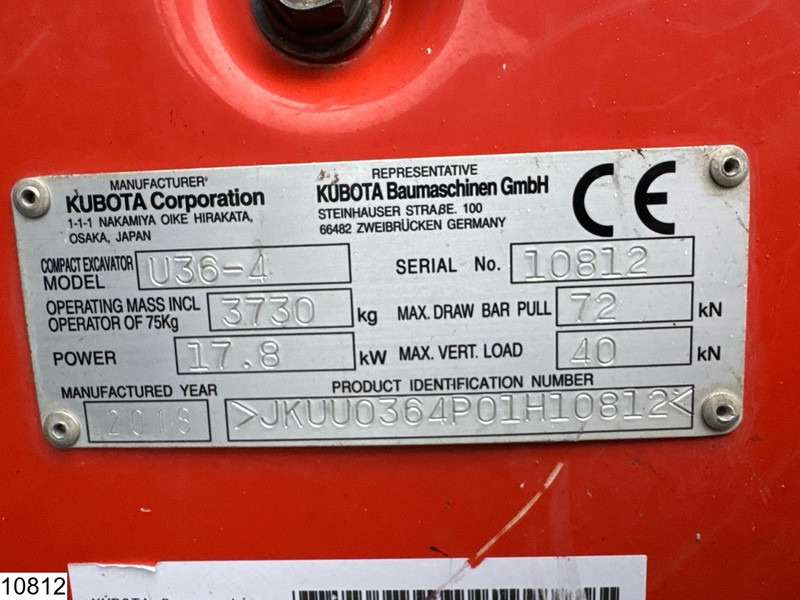 MANUFACTURER
KUBOTA Corporation
1-1-1 NAKAMIYA OIKE HIRAKATA,
OSAKA, JAPAN
REPRESENTATIVE
KUBOTA Baumaschinen GmbH
STEINHAUSER STRAßE. 100
66482 ZWEIBRÜCKEN GERMANY
CE
COMPACT EXCAVATOR
MODEL U36-4
SERIAL No. 10812
OPERATING MASS INCL
OPERATOR OF 75Kg 3730 kg
MAX. DRAW BAR PULL 72 kN
POWER 17.8 kW
MAX. VERT. LOAD 40 kN
MANUFACTURED YEAR
PRODUCT IDENTIFICATION NUMBER
>JKUU0364P01H10812<
10812
KUBOTA